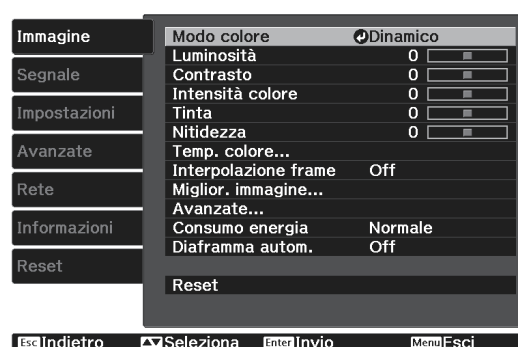 Immagine
Segnale
Impostazioni
Avanzate
Rete
Informazioni
Reset
Modo colore Dinamico
Luminosità 0
Contrasto 0
Intensità colore 0
Tinta 0
Nitidezza 0
Temp. colore...
Interpolazione frame Off
Miglior. immagine...
Avanzate...
Consumo energia Normale
Diaframma autom. Off
Reset
Esc Indietro Seleziona Enter Invio Menu Esci